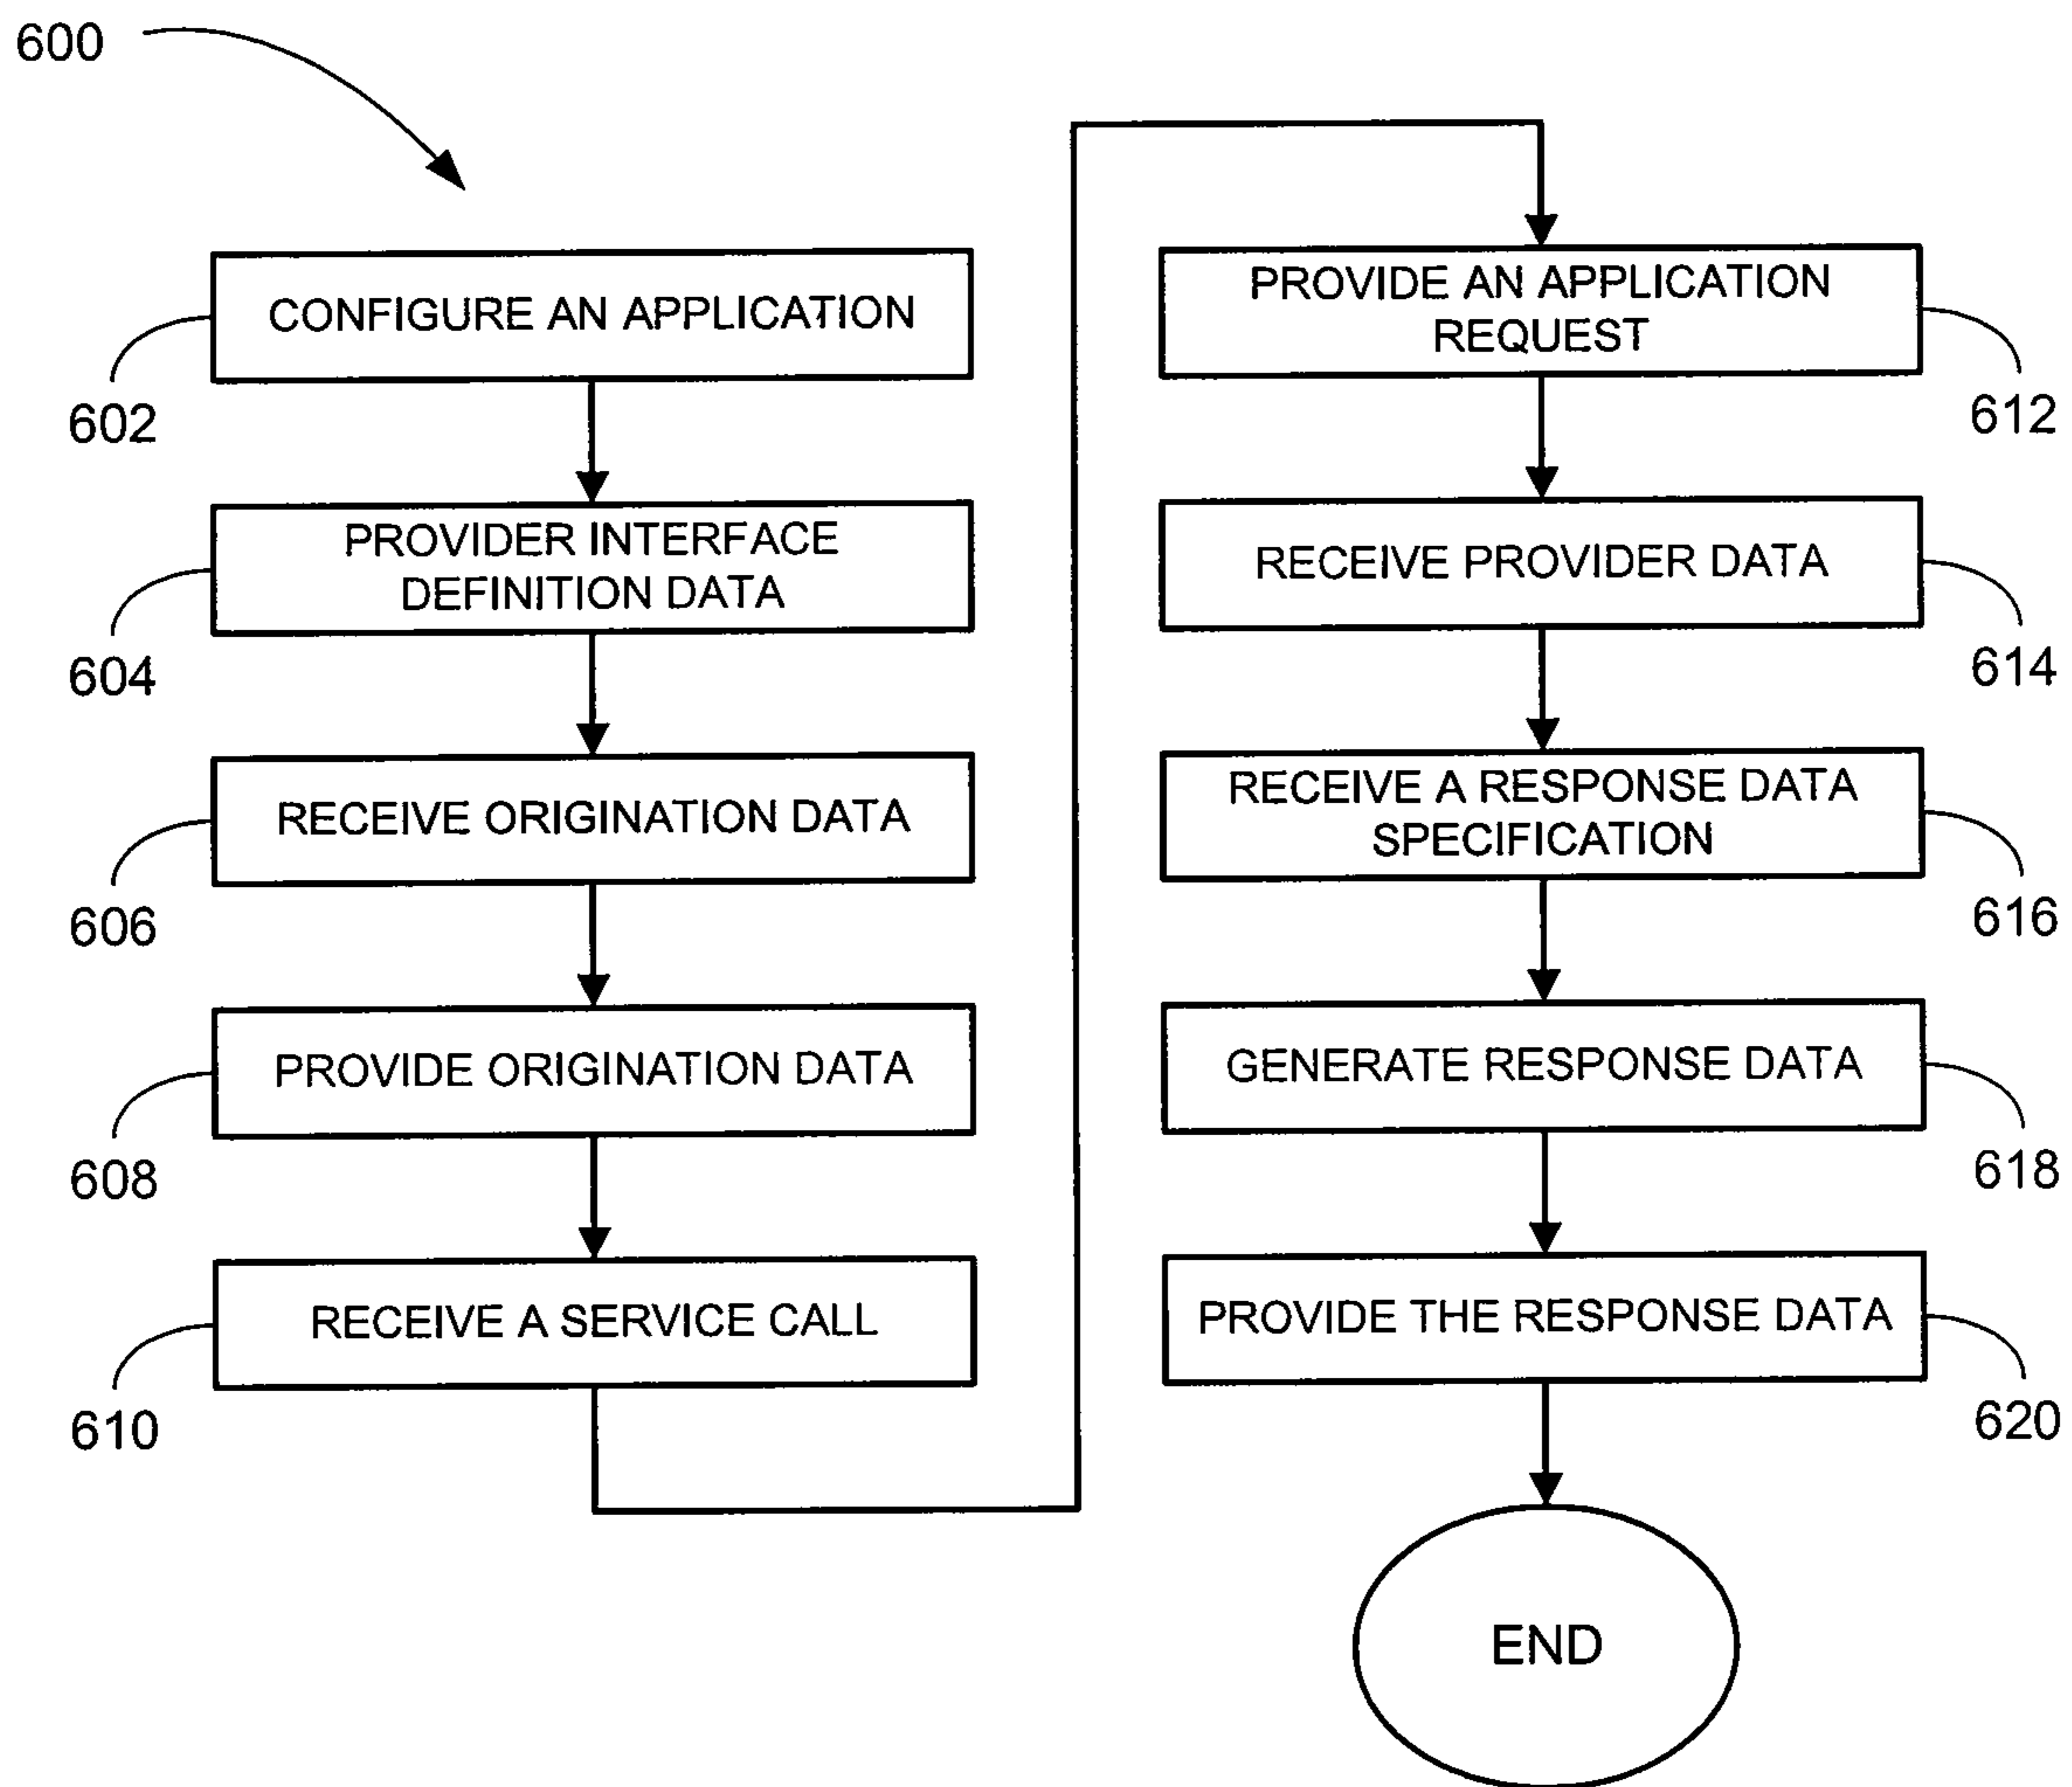 600
CONFIGURE AN APPLICATION
602
PROVIDER INTERFACE
DEFINITION DATA
604
RECEIVE ORIGINATION DATA
606
PROVIDE ORIGINATION DATA
608
RECEIVE A SERVICE CALL
610
PROVIDE AN APPLICATION
REQUEST
612
RECEIVE PROVIDER DATA
614
RECEIVE A RESPONSE DATA
SPECIFICATION
616
GENERATE RESPONSE DATA
618
PROVIDE THE RESPONSE DATA
620
END